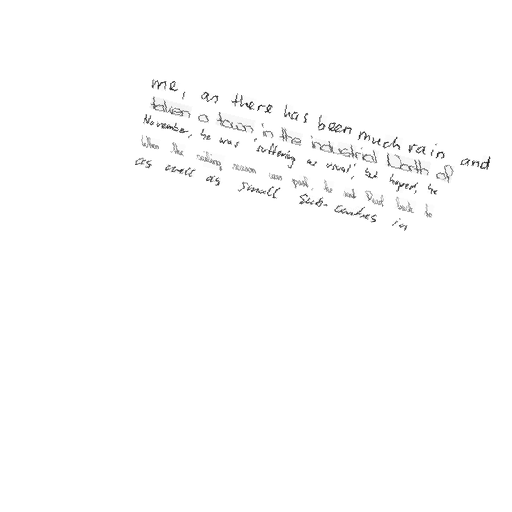 me, as there has been much rain and
taken a town in the industrial North of
November, he was 'suffering as usual', but hoped, he
When the sailing season was past, he sent Dust back to
as well as small Sub-Centres in